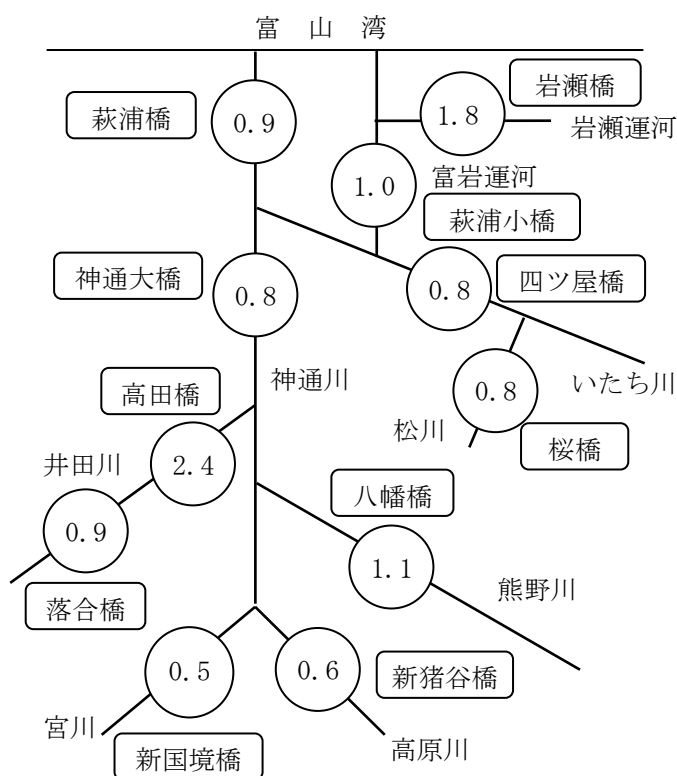 富山湾
岩瀬橋
萩浦橋
0.9
1.8
岩瀬運河
1.0
富岩運河
萩浦小橋
神通大橋
0.8
0.8
四ツ屋橋
神通川
高田橋
0.8
いたち川
松川
桜橋
井田川
2.4
八幡橋
0.9
1.1
熊野川
落合橋
0.5
0.6
新猪谷橋
宮川
新国境橋
高原川